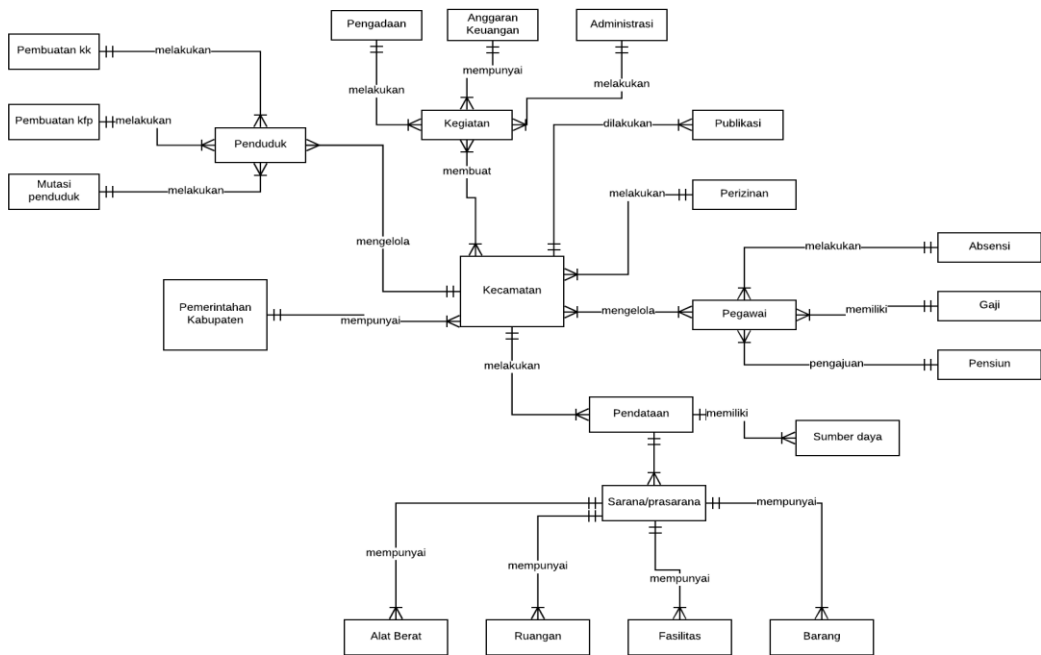 Pengadaan
Anggaran
Keuangan
Administrasi
Pembuatan kk
melakukan
mempunyai
melakukan
melakukan
Pembuatan kfp
melakukan
Kegiatan
dilakukan
Publikasi
Penduduk
membuat
Mutasi
penduduk
melakukan
melakukan
Perizinan
mengelola
melakukan
Absensi
Kecamatan
Pemerintahan
Kabupaten
mempunyai
mengelola
Pegawai
memiliki
Gaji
melakukan
pengajuan
Pensiun
Pendataan
memiliki
Sumber daya
Sarana/prasarana
mempunyai
mempunyai
mempunyai
mempunyai
Alat Berat
Ruangan
Fasilitas
Barang